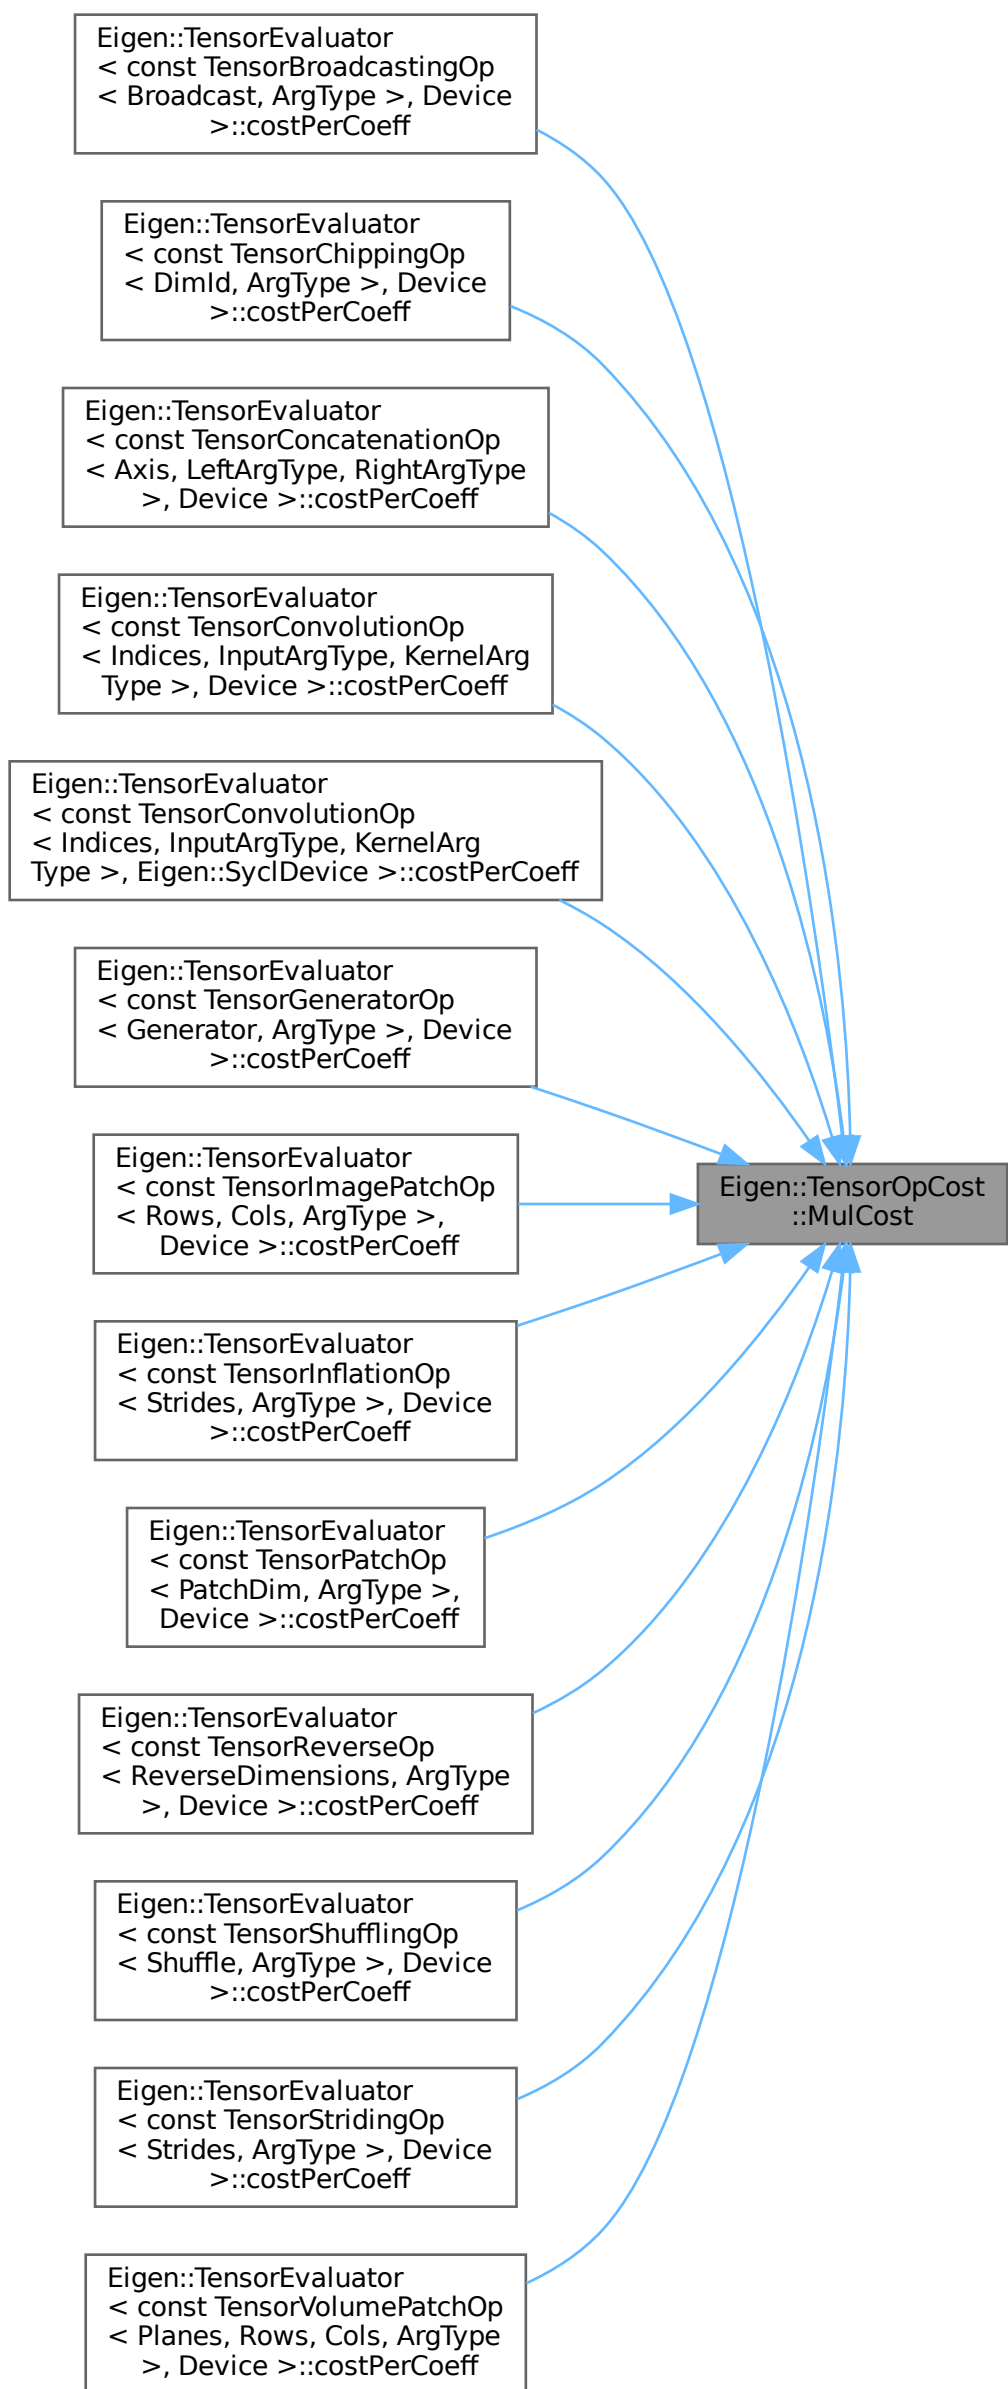 Eigen::TensorEvaluator
< const TensorBroadcastingOp
< Broadcast, ArgType >, Device
>::costPerCoeff
Eigen::TensorEvaluator
< const TensorChippingOp
< DimId, ArgType >, Device
>::costPerCoeff
Eigen::TensorEvaluator
< const TensorConcatenationOp
< Axis, LeftArgType, RightArgType
>, Device >::costPerCoeff
Eigen::TensorEvaluator
< const TensorConvolutionOp
< Indices, InputArgType, KernelArg
Type >, Device >::costPerCoeff
Eigen::TensorEvaluator
< const TensorConvolutionOp
< Indices, InputArgType, KernelArg
Type >, Eigen::SyclDevice >::costPerCoeff
Eigen::TensorEvaluator
< const TensorGeneratorOp
< Generator, ArgType >, Device
>::costPerCoeff
Eigen::TensorEvaluator
< const TensorImagePatchOp
< Rows, Cols, ArgType >,
Device >::costPerCoeff
Eigen::TensorOpCost
::MulCost
Eigen::TensorEvaluator
< const TensorInflationOp
< Strides, ArgType >, Device
>::costPerCoeff
Eigen::TensorEvaluator
< const TensorPatchOp
< PatchDim, ArgType >,
Device >::costPerCoeff
Eigen::TensorEvaluator
< const TensorReverseOp
< ReverseDimensions, ArgType
>, Device >::costPerCoeff
Eigen::TensorEvaluator
< const TensorShufflingOp
< Shuffle, ArgType >, Device
>::costPerCoeff
Eigen::TensorEvaluator
< const TensorStridingOp
< Strides, ArgType >, Device
>::costPerCoeff
Eigen::TensorEvaluator
< const TensorVolumePatchOp
< Planes, Rows, Cols, ArgType
>, Device >::costPerCoeff